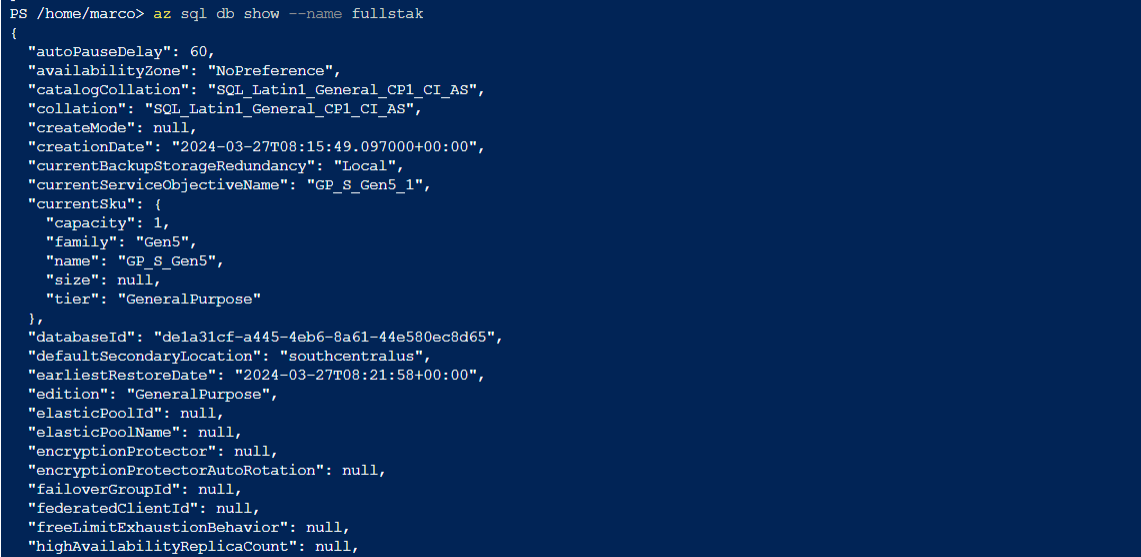 PS /home/marco> az sql db show --name fullstak
{
  "autoPauseDelay": 60,
  "availabilityZone": "NoPreference",
  "catalogCollation": "SQL_Latin1_General_CP1_CI_AS",
  "collation": "SQL_Latin1_General_CP1_CI_AS",
  "createMode": null,
  "creationDate": "2024-03-27T08:15:49.097000+00:00",
  "currentBackupStorageRedundancy": "Local",
  "currentServiceObjectiveName": "GP_S_Gen5_1",
  "currentSku": {
    "capacity": 1,
    "family": "Gen5",
    "name": "GP_S_Gen5",
    "size": null,
    "tier": "GeneralPurpose"
  },
  "databaseId": "de1a31cf-a445-4eb6-8a61-44e580ec8d65",
  "defaultSecondaryLocation": "southcentralus",
  "earliestRestoreDate": "2024-03-27T08:21:58+00:00",
  "edition": "GeneralPurpose",
  "elasticPoolId": null,
  "elasticPoolName": null,
  "encryptionProtector": null,
  "encryptionProtectorAutoRotation": null,
  "failoverGroupId": null,
  "federatedClientId": null,
  "freeLimitExhaustionBehavior": null,
  "highAvailabilityReplicaCount": null,